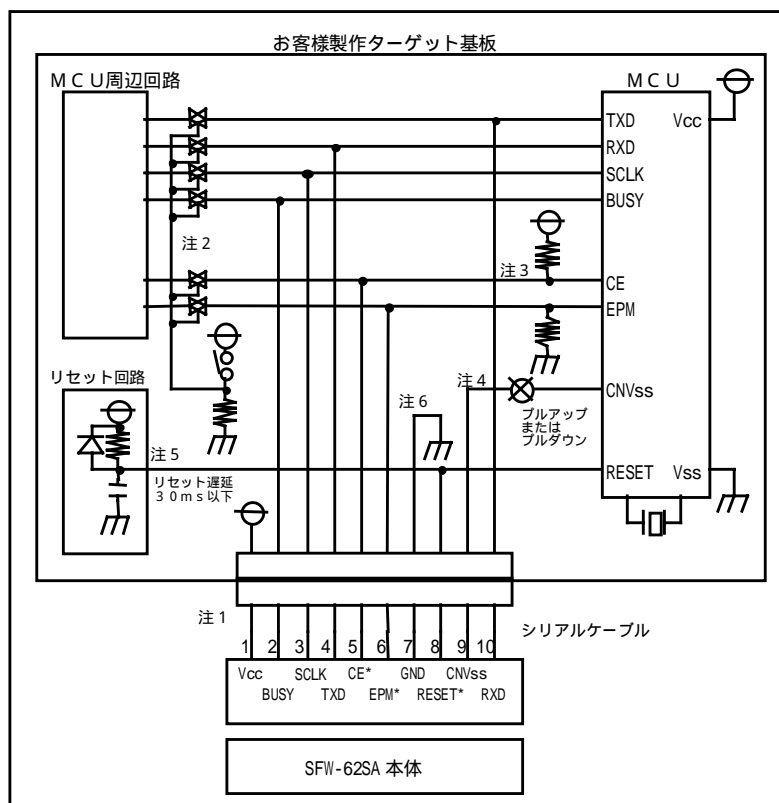 お客様製作ターゲット基板
ＭＣＵ周辺回路
ＭＣＵ
TXD
Vcc
RXD
SCLK
BUSY
注２
注３
CE
EPM
リセット回路
注４
CNVss
注６
プルアップ
または
プルダウン
注５
リセット遅延
３０ｍｓ以下
RESET
Vss
注１
シリアルケーブル
1 2 3 4 5 6 7 8 9 10
Vcc SCLK CE* GND CNVss
BUSY TXD EPM* RESET* RXD
SFW-62SA 本体